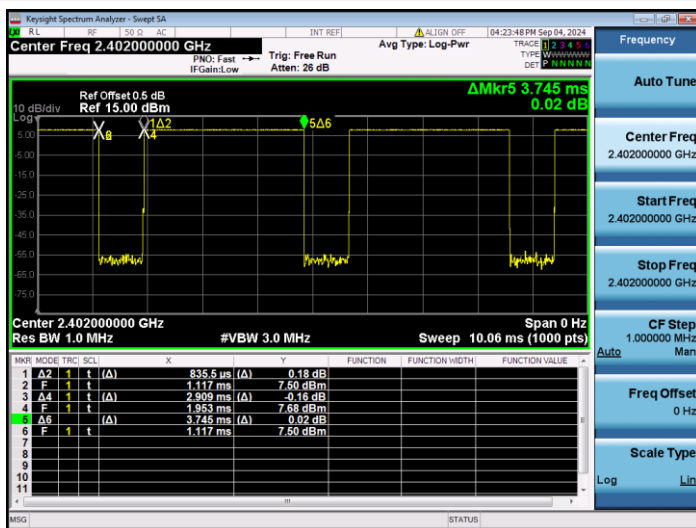 Keysight Spectrum Analyzer - Swept SA
RL RF 50 Ω AC INT REF ALIGN OFF 04:23:48 PM Sep 04, 2024
Center Freq 2.402000000 GHz
PNO: Fast
IFGain:Low
Trig: Free Run
Atten: 26 dB
Avg Type: Log-Pwr
TRACE 1 2 3 4 5 6
TYPE WWWWWW
DET P N N N N N
Ref Offset 0.5 dB
Ref 15.00 dBm
10 dB/div
Log
ΔMkr5 3.745 ms
0.02 dB
1Δ2
4
5Δ6
5.00
-5.00
-15.0
-25.0
-35.0
-45.0
-55.0
-65.0
-75.0
Center 2.402000000 GHz Span 0 Hz
Res BW 1.0 MHz #VBW 3.0 MHz Sweep 10.06 ms (1000 pts)
MKR MODE TRC SCL X Y FUNCTION FUNCTION WIDTH FUNCTION VALUE
1 Δ2 1 t (Δ) 835.5 µs (Δ) 0.18 dB
2 F 1 t 1.117 ms 7.50 dBm
3 Δ4 1 t (Δ) 2.909 ms (Δ) -0.16 dB
4 F 1 t 1.953 ms 7.68 dBm
5 Δ6 1 t (Δ) 3.745 ms (Δ) 0.02 dB
6 F 1 t 1.117 ms 7.50 dBm
7
8
9
10
11
MSG STATUS
Frequency
Auto Tune
Center Freq
2.402000000 GHz
Start Freq
2.402000000 GHz
Stop Freq
2.402000000 GHz
CF Step
1.000000 MHz
Auto Man
Freq Offset
0 Hz
Scale Type
Log Lin